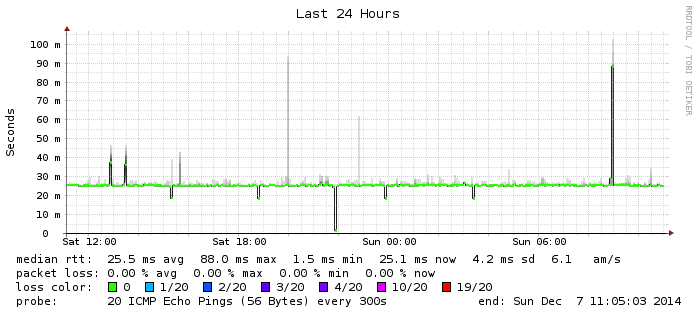 Last 24 Hours
RRDTOOL / TOBI OETIKER
Seconds
100 m
90 m
80 m
70 m
60 m
50 m
40 m
30 m
20 m
10 m
0
Sat 12:00 Sat 18:00 Sun 00:00 Sun 06:00
median rtt: 25.5 ms avg 88.0 ms max 1.5 ms min 25.1 ms now 4.2 ms sd 6.1 am/s
packet loss: 0.00 % avg 0.00 % max 0.00 % min 0.00 % now
loss color: 0 1/20 2/20 3/20 4/20 10/20 19/20
probe: 20 ICMP Echo Pings (56 Bytes) every 300s end: Sun Dec 7 11:05:03 2014